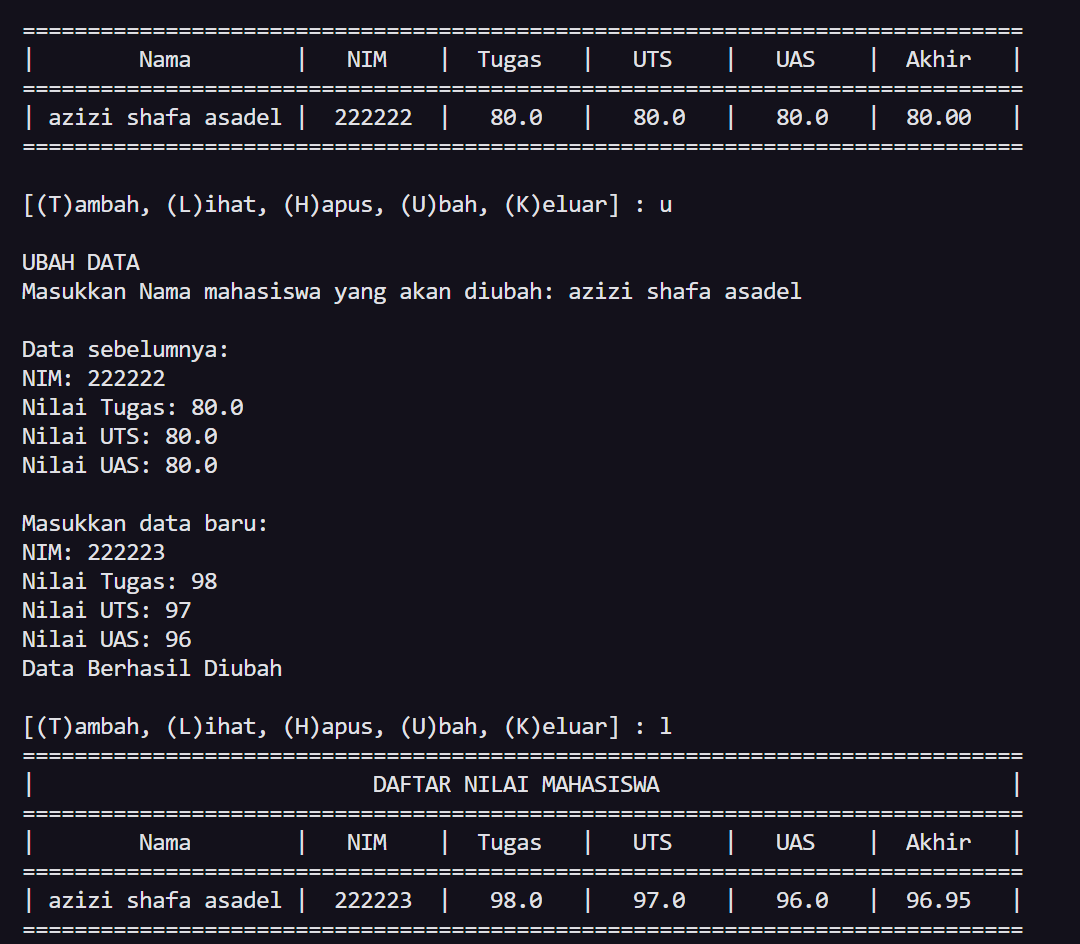 =============================================================================
|        Nama        |   NIM    |  Tugas   |   UTS    |   UAS    |  Akhir   |
=============================================================================
| azizi shafa asadel |  222222  |   80.0   |   80.0   |   80.0   |  80.00   |
=============================================================================
[(T)ambah, (L)ihat, (H)apus, (U)bah, (K)eluar] : u
UBAH DATA
Masukkan Nama mahasiswa yang akan diubah: azizi shafa asadel
Data sebelumnya:
NIM: 222222
Nilai Tugas: 80.0
Nilai UTS: 80.0
Nilai UAS: 80.0
Masukkan data baru:
NIM: 222223
Nilai Tugas: 98
Nilai UTS: 97
Nilai UAS: 96
Data Berhasil Diubah
[(T)ambah, (L)ihat, (H)apus, (U)bah, (K)eluar] : l
=============================================================================
|                          DAFTAR NILAI MAHASISWA                           |
=============================================================================
|        Nama        |   NIM    |  Tugas   |   UTS    |   UAS    |  Akhir   |
=============================================================================
| azizi shafa asadel |  222223  |   98.0   |   97.0   |   96.0   |  96.95   |
=============================================================================